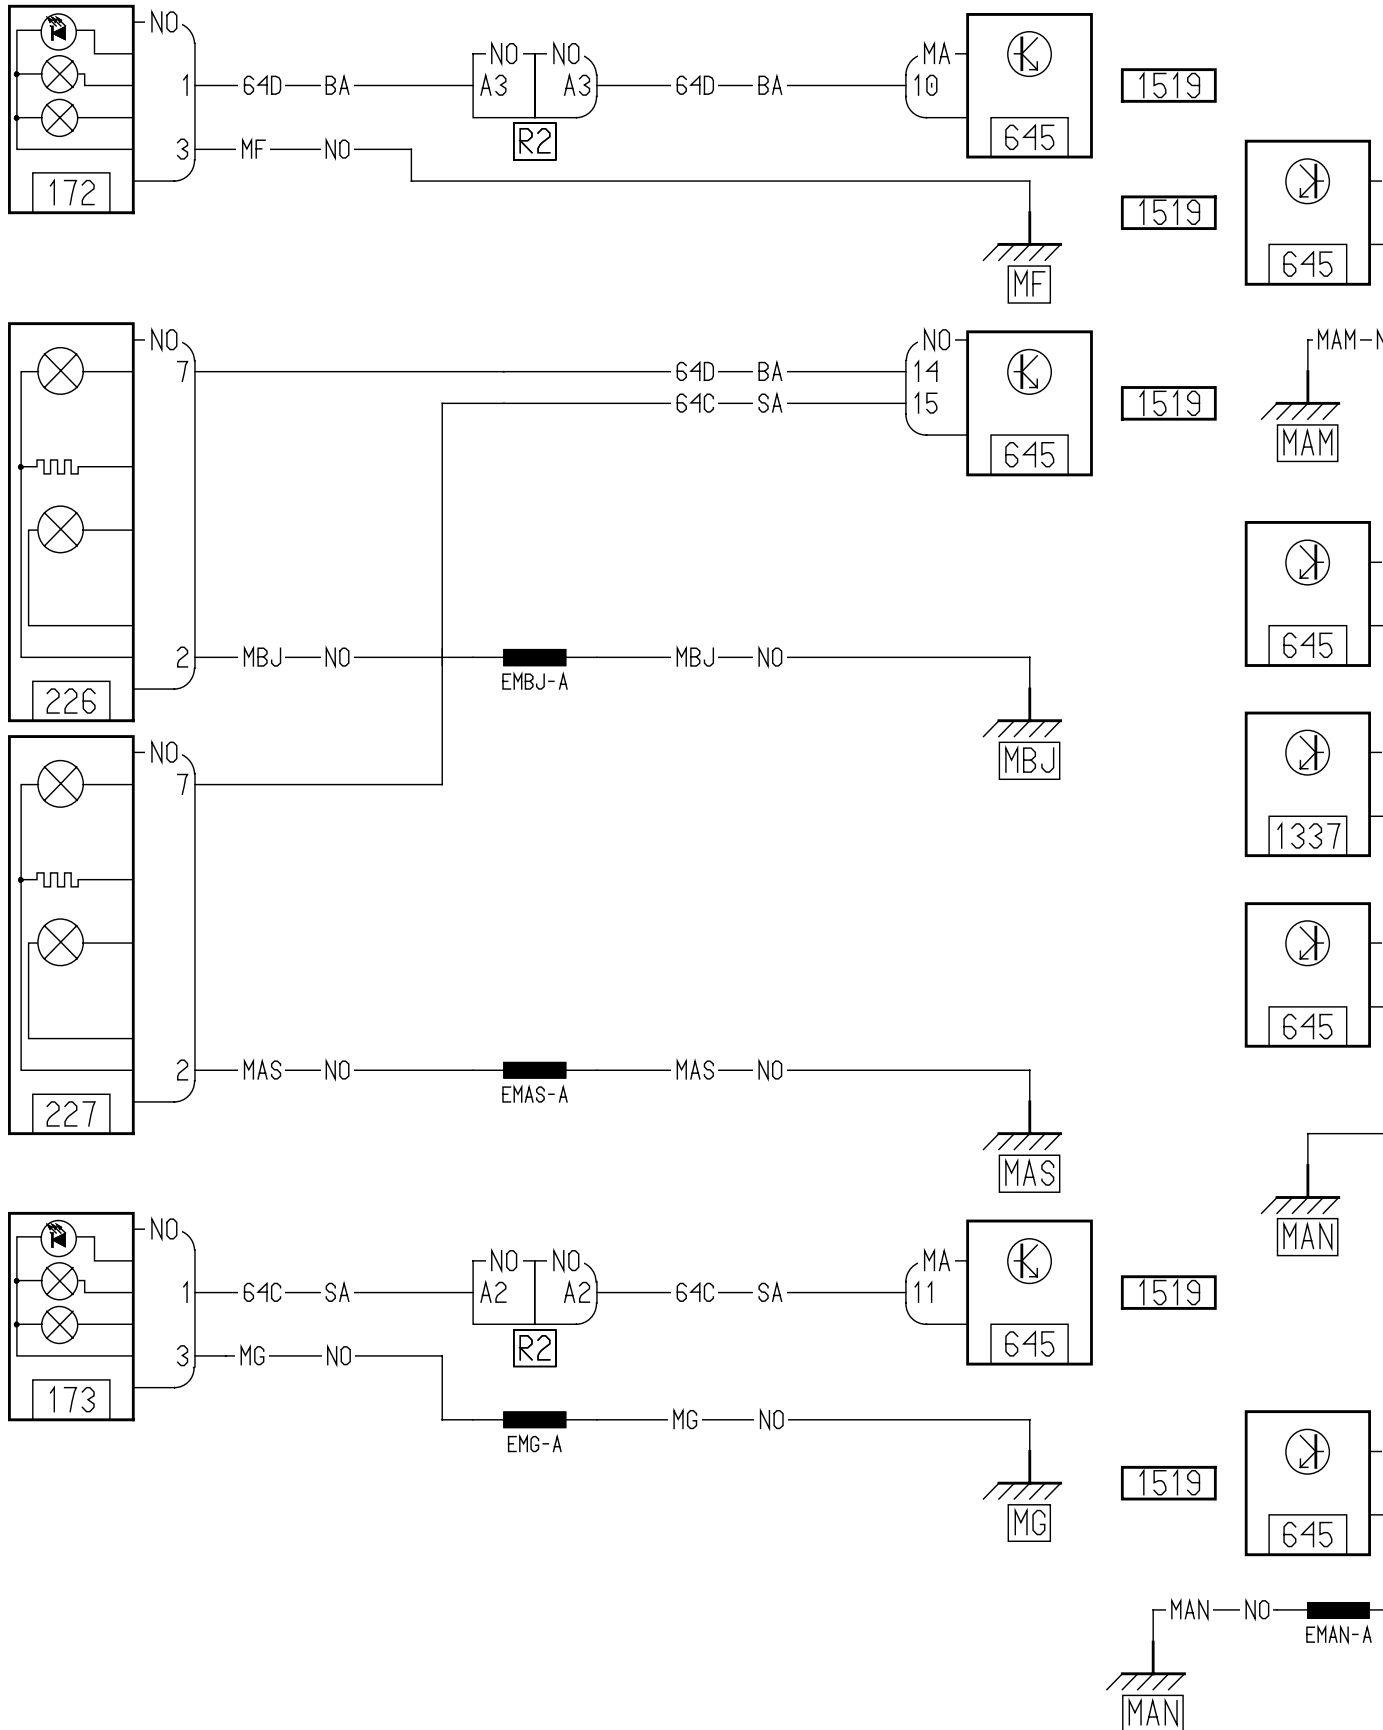 NO
1 64D BA NO A3 NO A3 64D BA MA 10
1519
R2
645
3 MF NO
172
1519
645
MF
NO
7 64D BA NO 14
64C SA 15
MAM-N
1519
645
MAM
2 MBJ NO EMBJ-A MBJ NO
645
226
MBJ
NO
7
1337
645
2 MAS NO EMAS-A MAS NO
227
MAS
MAN
NO
1 64C SA NO A2 NO A2 64C SA MA 11
1519
R2
645
3 MG NO
173
EMG-A MG NO
MG
1519
645
MAN NO EMAN-A
MAN